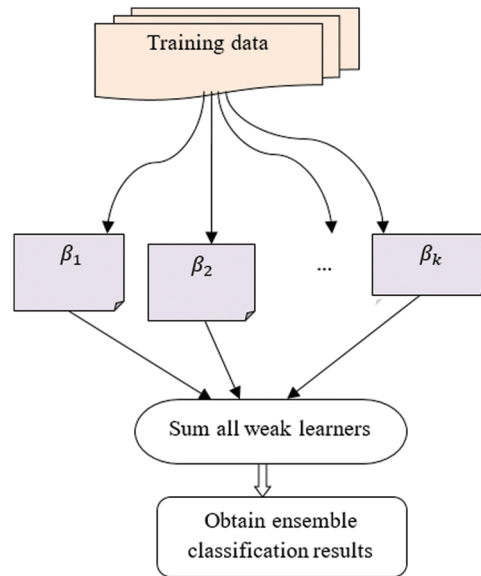 Training data
β1
β2
...
βk
Sum all weak learners
Obtain ensemble
classification results